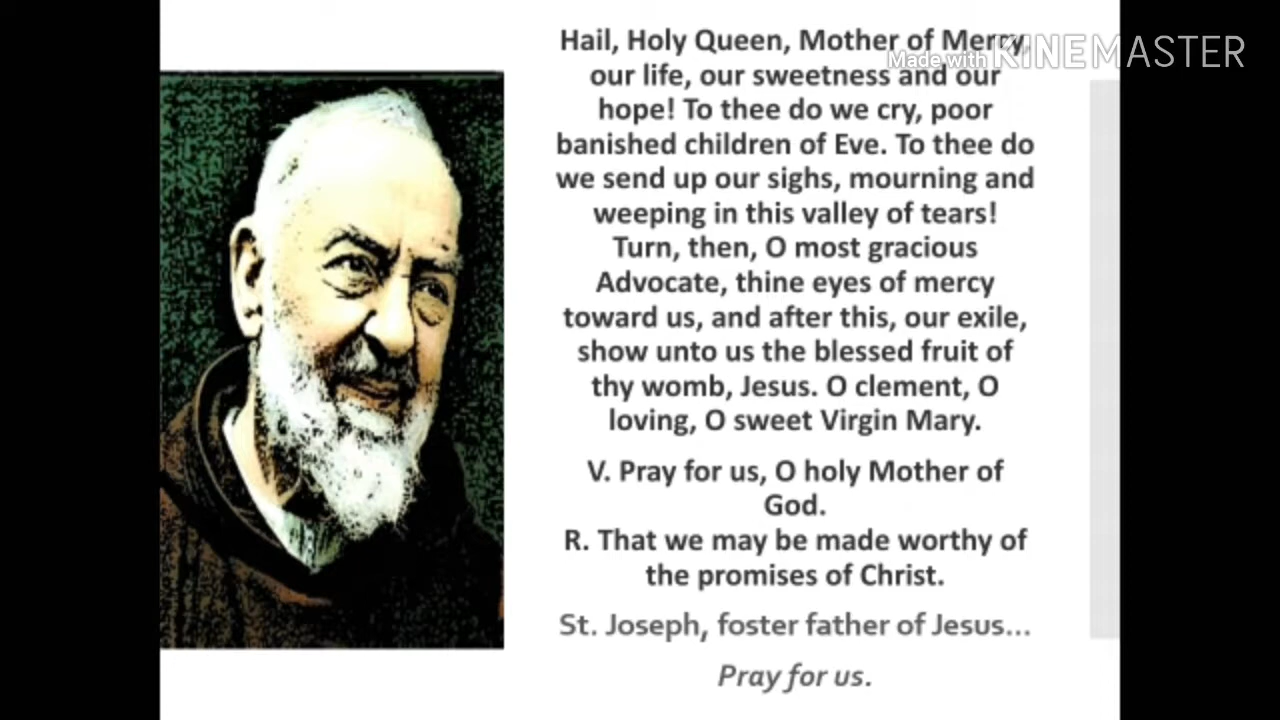 Hail, Holy Queen, Mother of Mercy,
Made with KINEMASTER
our life, our sweetness and our
hope! To thee do we cry, poor
banished children of Eve. To thee do
we send up our sighs, mourning and
weeping in this valley of tears!
Turn, then, O most gracious
Advocate, thine eyes of mercy
toward us, and after this, our exile,
show unto us the blessed fruit of
thy womb, Jesus. O clement, O
loving, O sweet Virgin Mary.
V. Pray for us, O holy Mother of
God.
R. That we may be made worthy of
the promises of Christ.
St. Joseph, foster father of Jesus...
Pray for us.